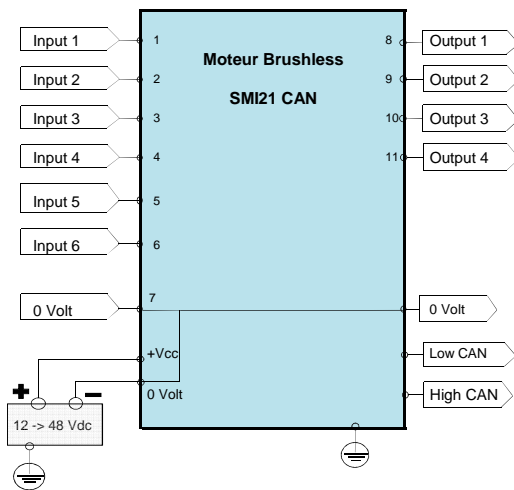 Moteur Brushless
SMI21 CAN
Input 1
1
Input 2
2
Input 3
3
Input 4
4
Input 5
5
Input 6
6
0 Volt
7
+Vcc
0 Volt
+ –
12 -> 48 Vdc
8
Output 1
9
Output 2
10
Output 3
11
Output 4
0 Volt
Low CAN
High CAN